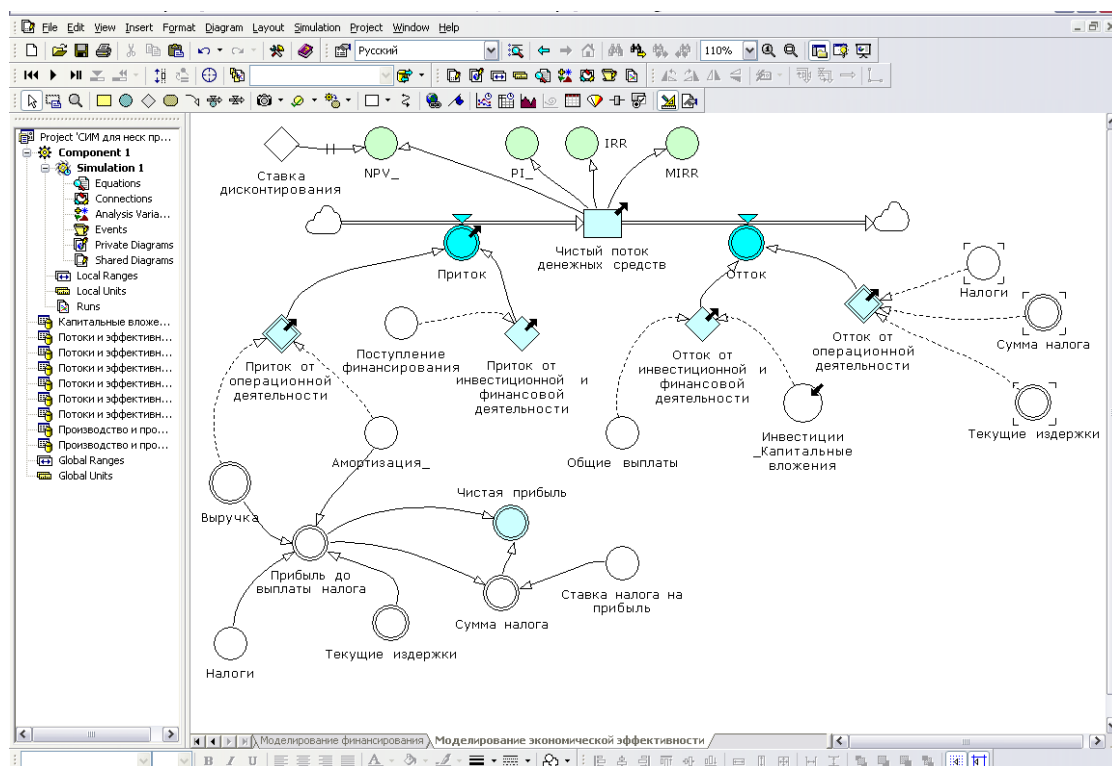 File Edit View Insert Format Diagram Layout Simulation Project Window Help
Русский
110%
Project 'СИМ для неск пр...
Component 1
Simulation 1
Equations
Connections
Analysis Varia...
Events
Private Diagrams
Shared Diagrams
Local Ranges
Local Units
Runs
Капитальные вложе...
Потоки и эффективн...
Потоки и эффективн...
Потоки и эффективн...
Потоки и эффективн...
Потоки и эффективн...
Потоки и эффективн...
Производство и про...
Производство и про...
Global Ranges
Global Units
Ставка
дисконтирования
NPV_
PI_
IRR
MIRR
Приток
Чистый поток
денежных средств
Отток
Налоги
Сумма налога
Текущие издержки
Приток от
операционной
деятельности
Поступление
финансирования
Приток от
инвестиционной и
финансовой
деятельности
Отток от
инвестиционной и
финансовой
деятельности
Отток от
операционной
деятельности
Амортизация_
Общие выплаты
Инвестиции
_Капитальные
вложения
Выручка
Чистая прибыль
Прибыль до
выплаты налога
Сумма налога
Ставка налога на
прибыль
Налоги
Текущие издержки
Моделирование финансирования
Моделирование экономической эффективности
B I U
A